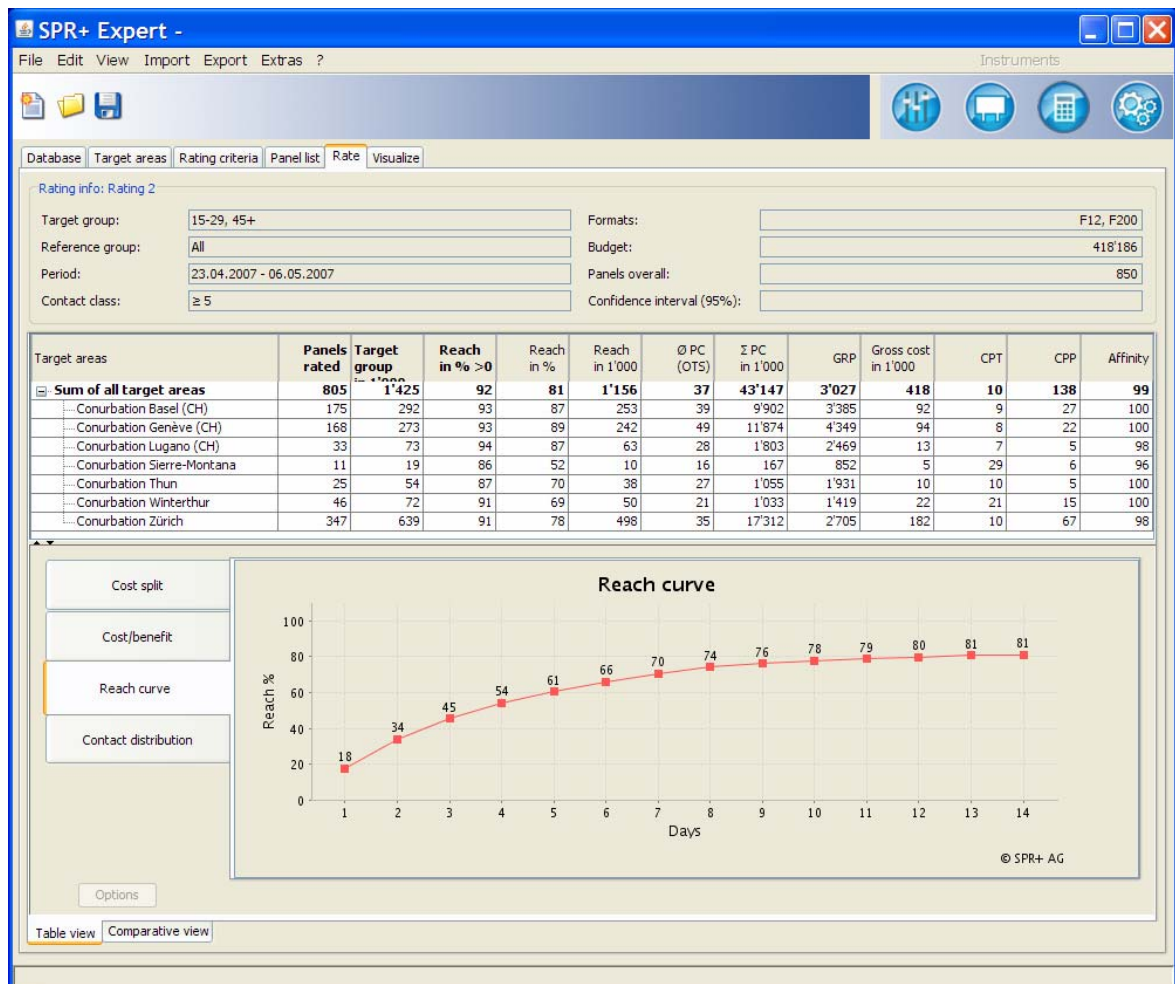 SPR+ Expert -
File Edit View Import Export Extras ?
Instruments
Database Target areas Rating criteria Panel list Rate Visualize
Rating info: Rating 2
Target group: 15-29, 45+ Formats: F12, F200
Reference group: All Budget: 418'186
Period: 23.04.2007 - 06.05.2007 Panels overall: 850
Contact class: ≥ 5 Confidence interval (95%):
Target areas Panels rated Target group in 1'000 Reach in % >0 Reach in % Reach in 1'000 Ø PC (OTS) Σ PC in 1'000 GRP Gross cost in 1'000 CPT CPP Affinity
Sum of all target areas 805 1'425 92 81 1'156 37 43'147 3'027 418 10 138 99
Conurbation Basel (CH) 175 292 93 87 253 39 9'902 3'385 92 9 27 100
Conurbation Genève (CH) 168 273 93 89 242 49 11'874 4'349 94 8 22 100
Conurbation Lugano (CH) 33 73 94 87 63 28 1'803 2'469 13 7 5 98
Conurbation Sierre-Montana 11 19 86 52 10 16 167 852 5 29 6 96
Conurbation Thun 25 54 87 70 38 27 1'055 1'931 10 10 5 100
Conurbation Winterthur 46 72 91 69 50 21 1'033 1'419 22 21 15 100
Conurbation Zürich 347 639 91 78 498 35 17'312 2'705 182 10 67 98
Cost split
Cost/benefit
Reach curve
Contact distribution
Options
Reach curve
Reach %
100
80
60
40
20
0
18 34 45 54 61 66 70 74 76 78 79 80 81 81
1 2 3 4 5 6 7 8 9 10 11 12 13 14
Days
© SPR+ AG
Table view Comparative view